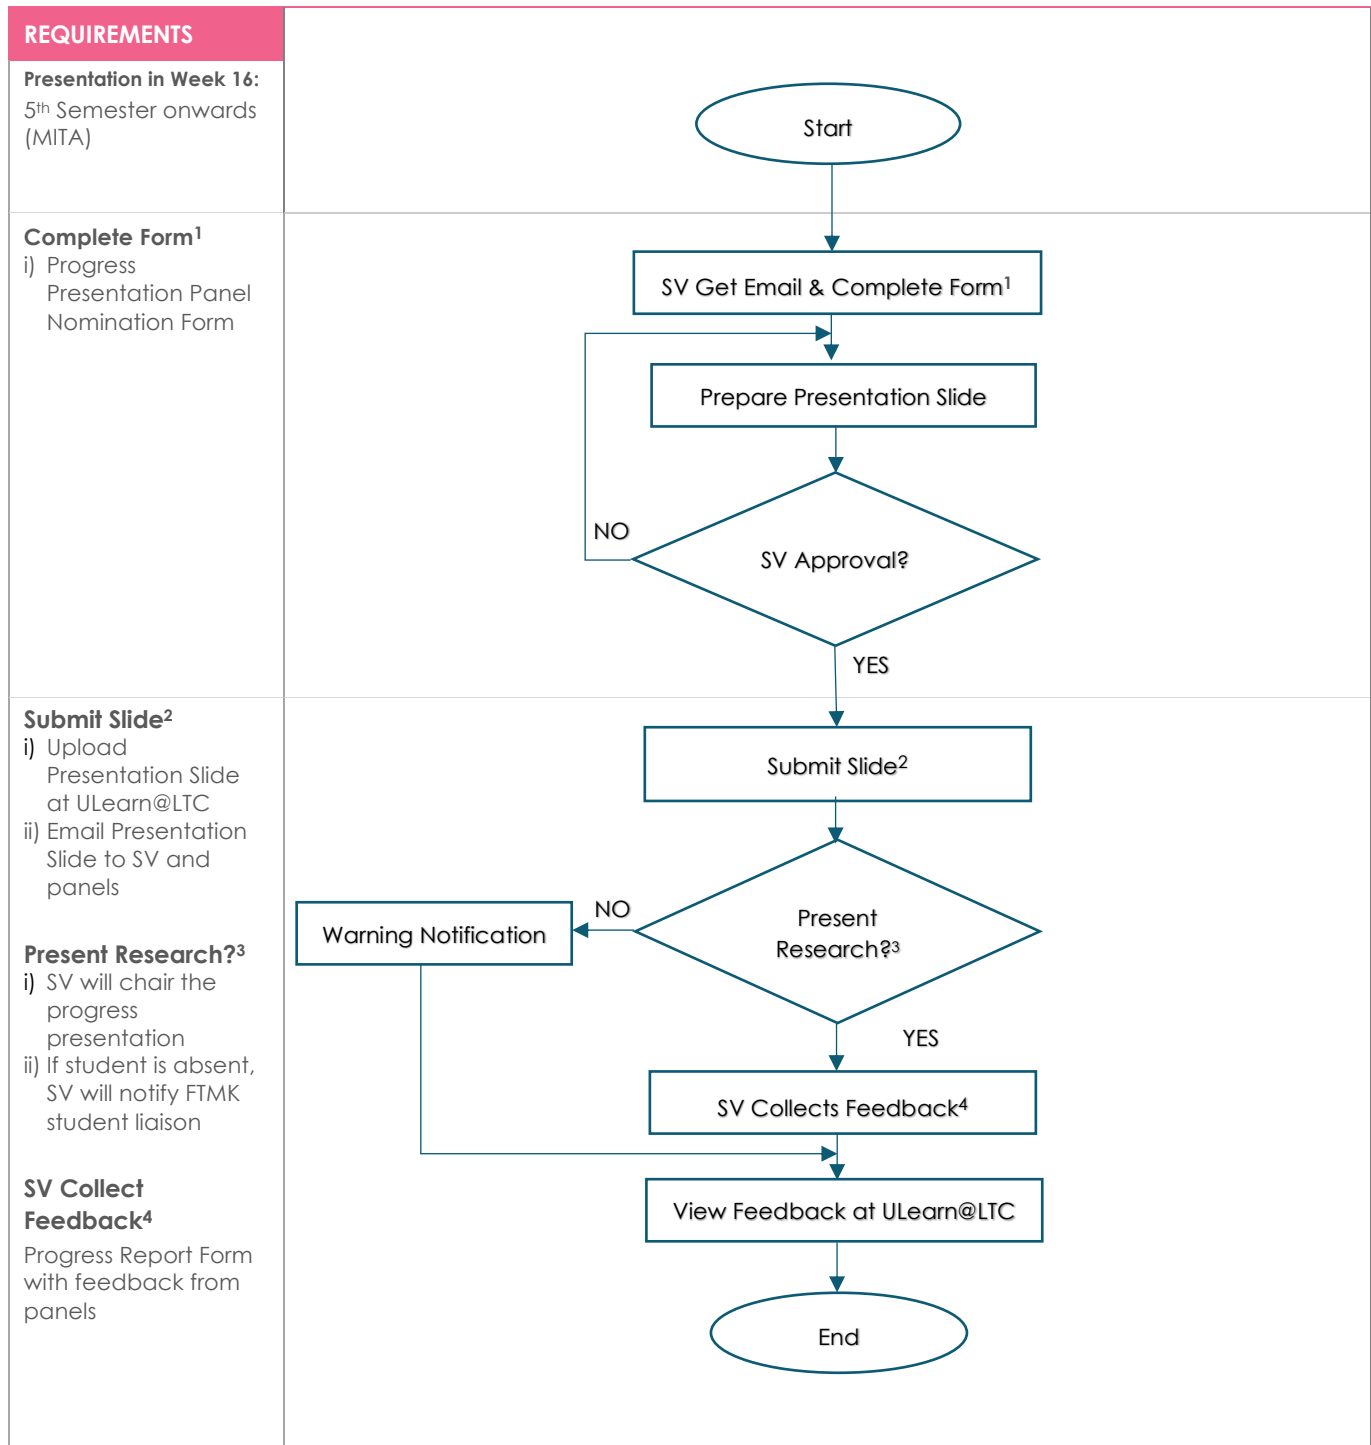 REQUIREMENTS
Presentation in Week 16:
5th Semester onwards
(MITA)
Start
Complete Form1
i) Progress
Presentation Panel
Nomination Form
SV Get Email & Complete Form1
Prepare Presentation Slide
NO
SV Approval?
YES
Submit Slide2
i) Upload
Presentation Slide
at ULearn@LTC
ii) Email Presentation
Slide to SV and
panels
Present Research?3
i) SV will chair the
progress
presentation
ii) If student is absent,
SV will notify FTMK
student liaison
SV Collect
Feedback4
Progress Report Form
with feedback from
panels
Submit Slide2
NO
Warning Notification
Present
Research?3
YES
SV Collects Feedback4
View Feedback at ULearn@LTC
End